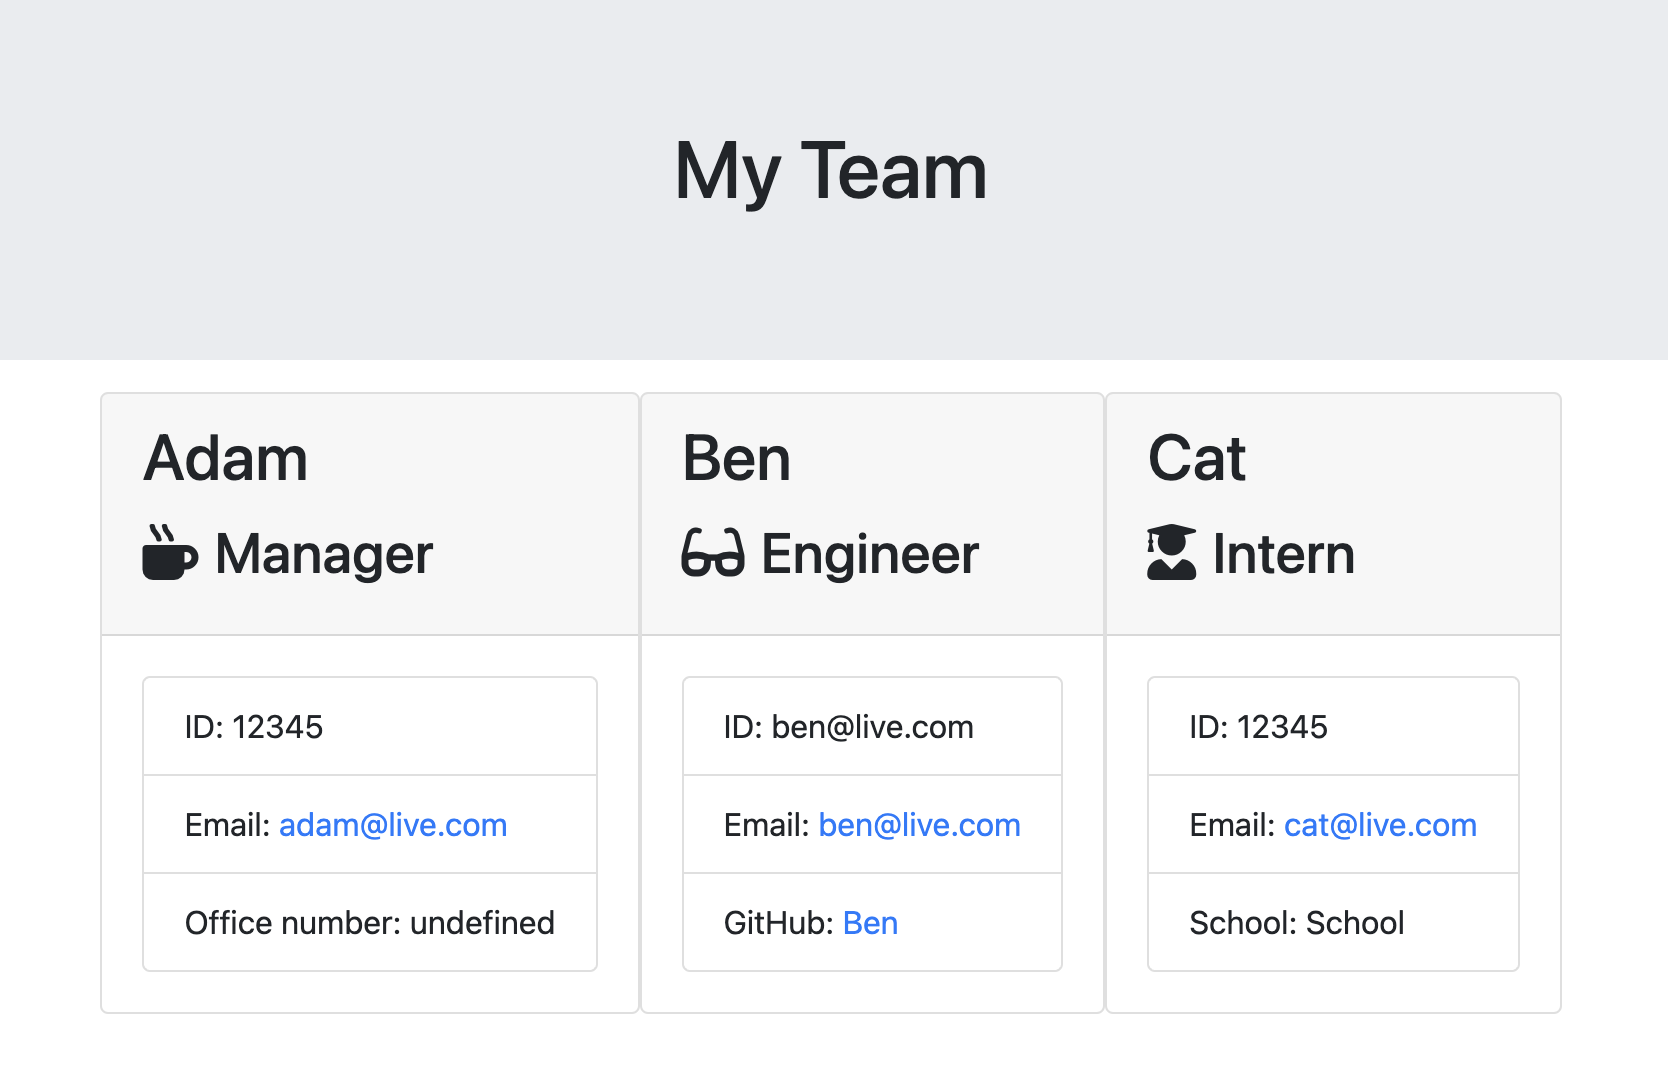 My Team
Adam
Manager
ID: 12345
Email: adam@live.com
Office number: undefined
Ben
Engineer
ID: ben@live.com
Email: ben@live.com
GitHub: Ben
Cat
Intern
ID: 12345
Email: cat@live.com
School: School